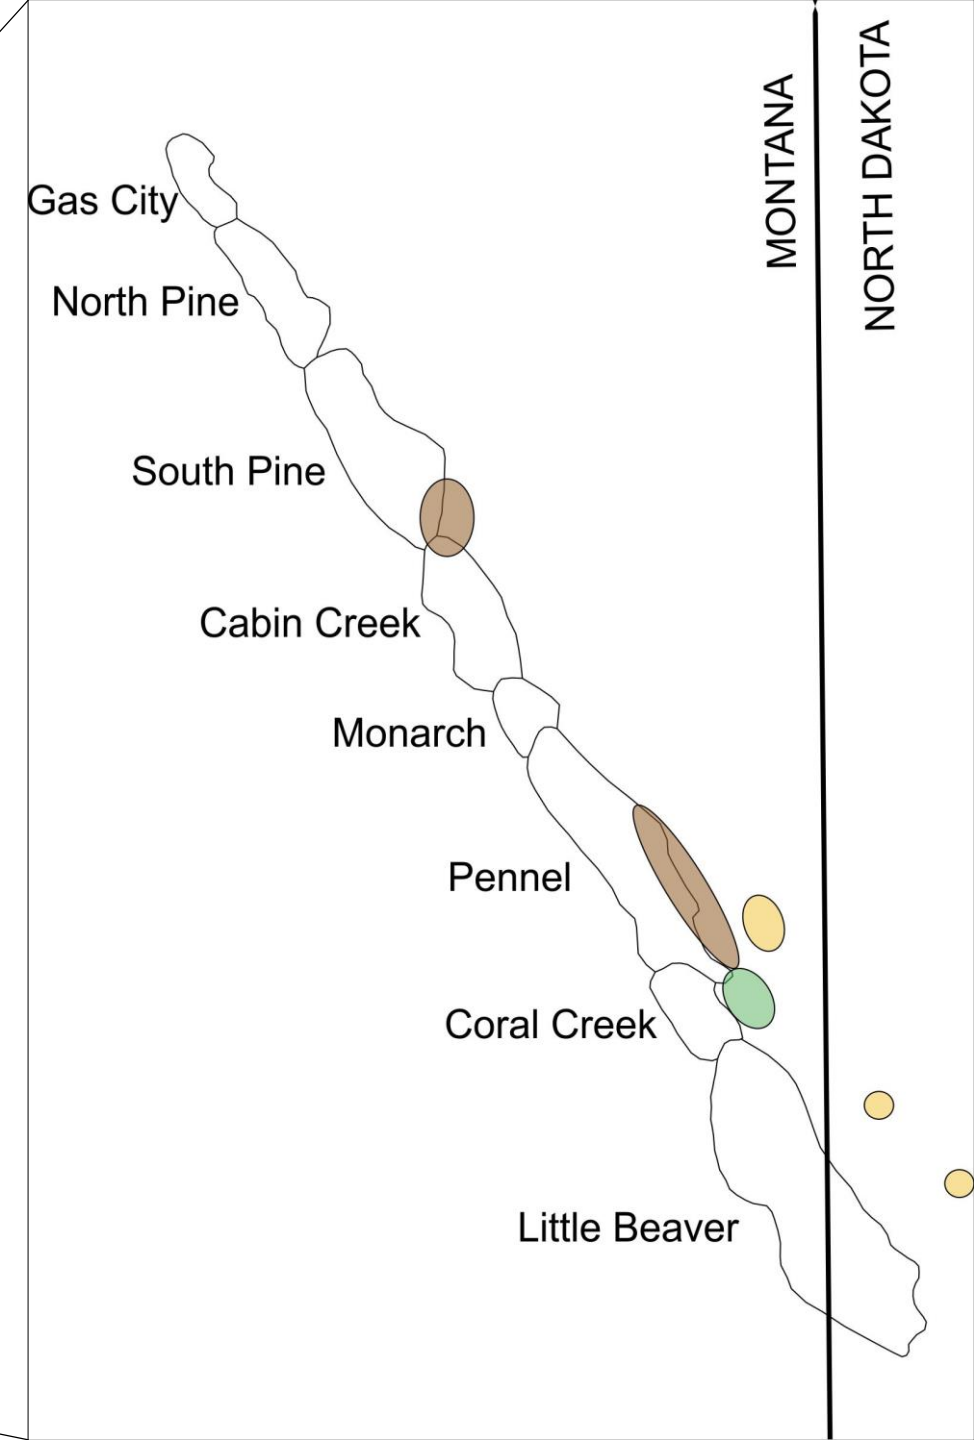 MONTANA
NORTH DAKOTA
Gas City
North Pine
South Pine
Cabin Creek
Monarch
Pennel
Coral Creek
Little Beaver